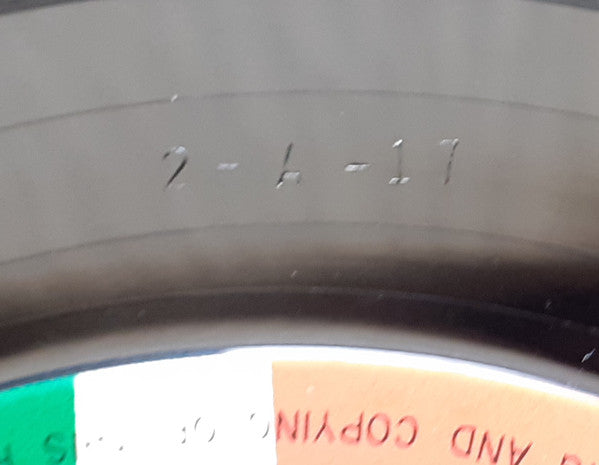 2 - A - 17
AND COPYING OF